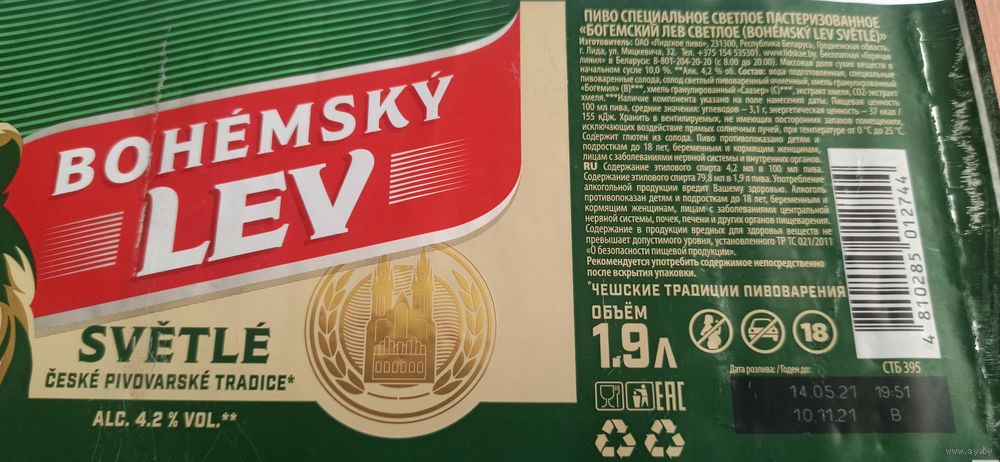 BOHÉMSKÝ
LEV
SVĚTLÉ
ČESKÉ PIVOVARSKÉ TRADICE*
ALC. 4.2 % VOL.**
ПИВО СПЕЦИАЛЬНОЕ СВЕТЛОЕ ПАСТЕРИЗОВАННОЕ
«БОГЕМСКИЙ ЛЕВ СВЕТЛОЕ (BOHÉMSKÝ LEV SVĚTLÉ)»
Изготовитель: ОАО «Лидское пиво», 231300, Республика Беларусь, Гродненская область,
г. Лида, ул. Мицкевича, 32. Тел. +375 154 535301, www.lidskae.by. Бесплатная «Горячая
линия» в Беларуси: 8-801-204-20-20 (с 8.00 до 20.00). Массовая доля сухих веществ в
начальном сусле 10,0 %. **Алк. 4,2 % об. Состав: вода подготовленная, специальные
пивоваренные солода, солод светлый пивоваренный ячменный, хмель гранулированный
«Богемия» (B)***, хмель гранулированный «Саазер» (C)***, экстракт хмеля, CO2-экстракт
хмеля.***Наличие компонента указано на поле нанесения даты. Пищевая ценность
100 мл пива, средние значения: углеводов – 3,1 г, энергетическая ценность – 37 ккал /
155 кДж. Хранить в вентилируемых, не имеющих посторонних запахов помещениях,
исключающих воздействие прямых солнечных лучей, при температуре от 0 °С до 25 °С.
Содержит глютен из солода. Пиво противопоказано детям и
подросткам до 18 лет, беременным и кормящим женщинам,
лицам с заболеваниями нервной системы и внутренних органов.
RU Содержание этилового спирта 4,2 мл в 100 мл пива.
Содержание этилового спирта 79,8 мл в 1,9 л пива. Употребление
алкогольной продукции вредит Вашему здоровью. Алкоголь
противопоказан детям и подросткам до 18 лет, беременным и
кормящим женщинам, лицам с заболеваниями центральной
нервной системы, почек, печени и других органов пищеварения.
Содержание в продукции вредных для здоровья веществ не
превышает допустимого уровня, установленного ТР ТС 021/2011
«О безопасности пищевой продукции».
Рекомендуется употребить содержимое непосредственно
после вскрытия упаковки.
*ЧЕШСКИЕ ТРАДИЦИИ ПИВОВАРЕНИЯ
ОБЪЁМ
1,9 Л
18
EAC
4 810285 012744
СТБ 395
Дата розлива: / Годен до:
14.05.21 19:51
10.11.21 B
www.ay.by